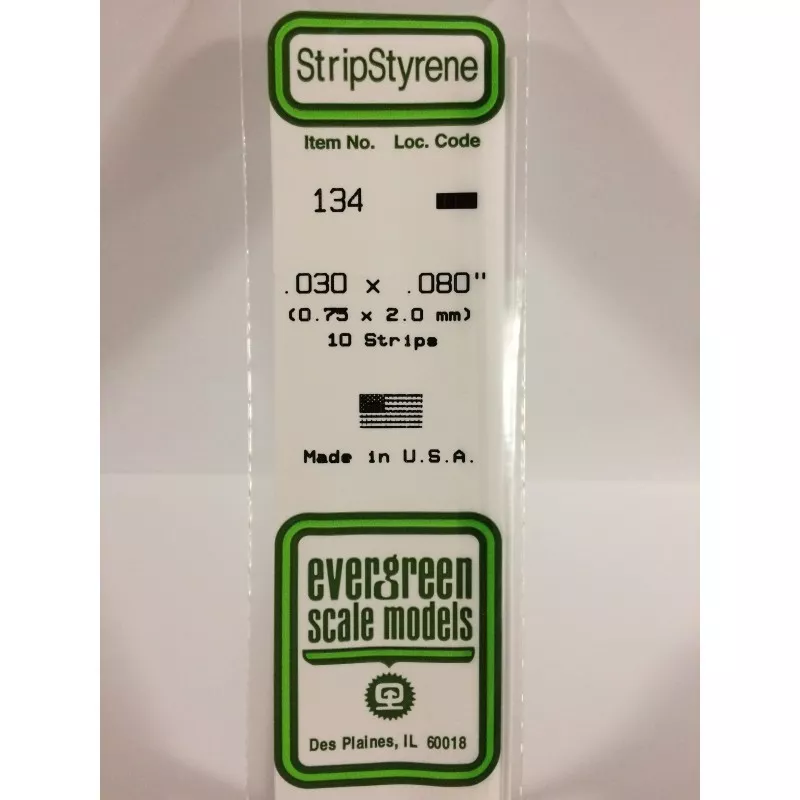 StripStyrene
Item No. Loc. Code
134
.030 x .080"
(0.75 x 2.0 mm)
10 Strips
Made in U.S.A.
evergreen
scale models
Des Plaines, IL 60018